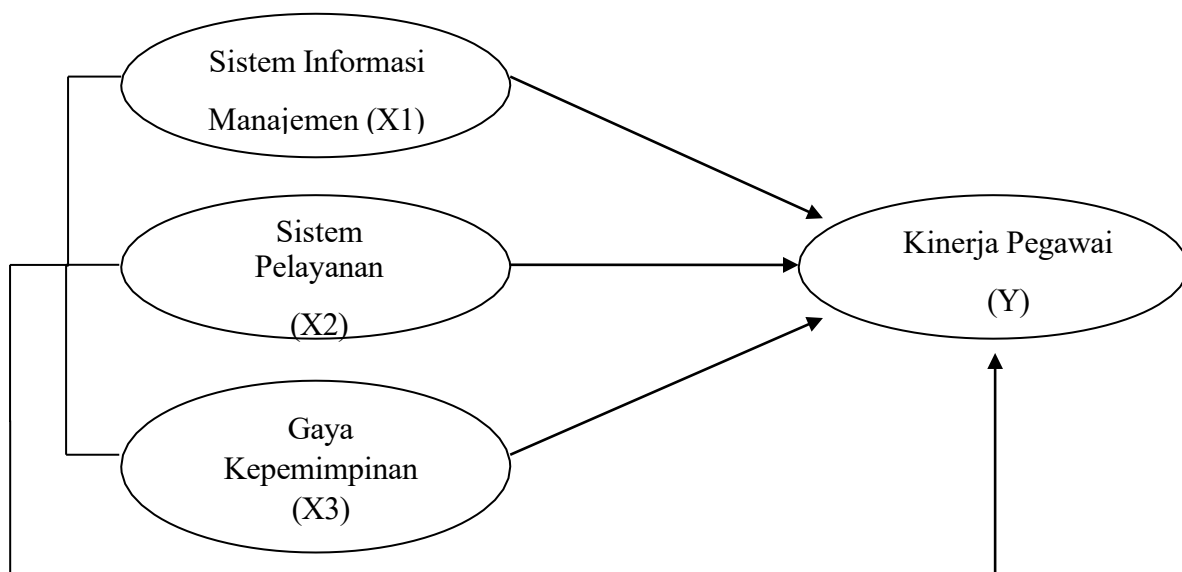 Sistem Informasi
Manajemen (X1)
Sistem
Pelayanan
(X2)
Kinerja Pegawai
(Y)
Gaya
Kepemimpinan
(X3)